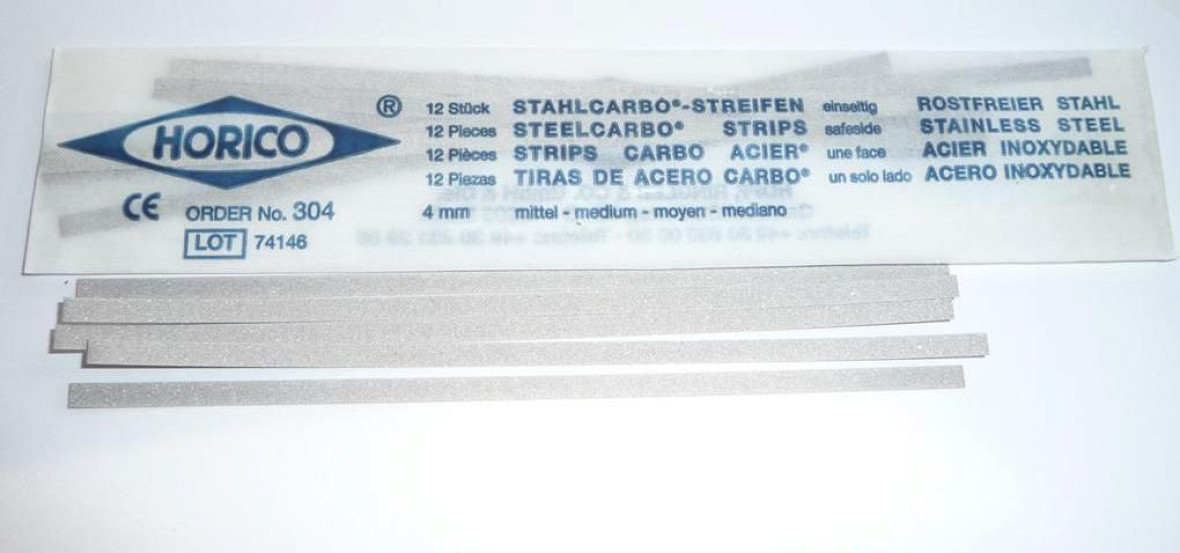 HORICO ®
12 Stück STAHLCARBO®-STREIFEN einseitig ROSTFREIER STAHL
12 Pieces STEELCARBO® STRIPS safeside STAINLESS STEEL
12 Pièces STRIPS CARBO ACIER® une face ACIER INOXYDABLE
12 Piezas TIRAS DE ACERO CARBO® un solo lado ACERO INOXYDABLE
CE ORDER No. 304 4 mm mittel - medium - moyen - mediano
LOT 74146